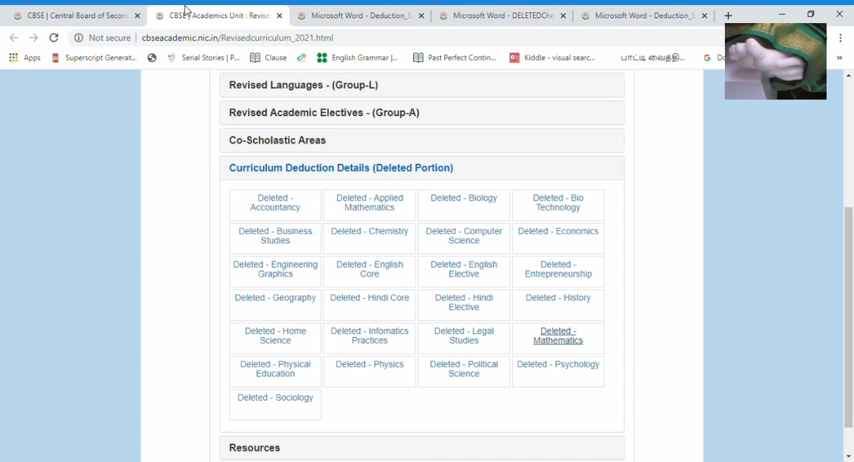 CBSE | Central Board of Second
CBSE | Academics Unit : Revise
Microsoft Word - Deduction_S
Microsoft Word - DELETEDChe
Microsoft Word - Deduction_S
Not secure | cbseacademic.nic.in/Revisedcurriculum_2021.html
Apps
Superscript Generat...
Serial Stories | P...
Clause
English Grammar |...
Past Perfect Contin...
Kiddle - visual searc...
பாட்டி வைத்தி...
Revised Languages - (Group-L)
Revised Academic Electives - (Group-A)
Co-Scholastic Areas
Curriculum Deduction Details (Deleted Portion)
Deleted - Accountancy
Deleted - Applied Mathematics
Deleted - Biology
Deleted - Bio Technology
Deleted - Business Studies
Deleted - Chemistry
Deleted - Computer Science
Deleted - Economics
Deleted - Engineering Graphics
Deleted - English Core
Deleted - English Elective
Deleted - Entrepreneurship
Deleted - Geography
Deleted - Hindi Core
Deleted - Hindi Elective
Deleted - History
Deleted - Home Science
Deleted - Infomatics Practices
Deleted - Legal Studies
Deleted - Mathematics
Deleted - Physical Education
Deleted - Physics
Deleted - Political Science
Deleted - Psychology
Deleted - Sociology
Resources